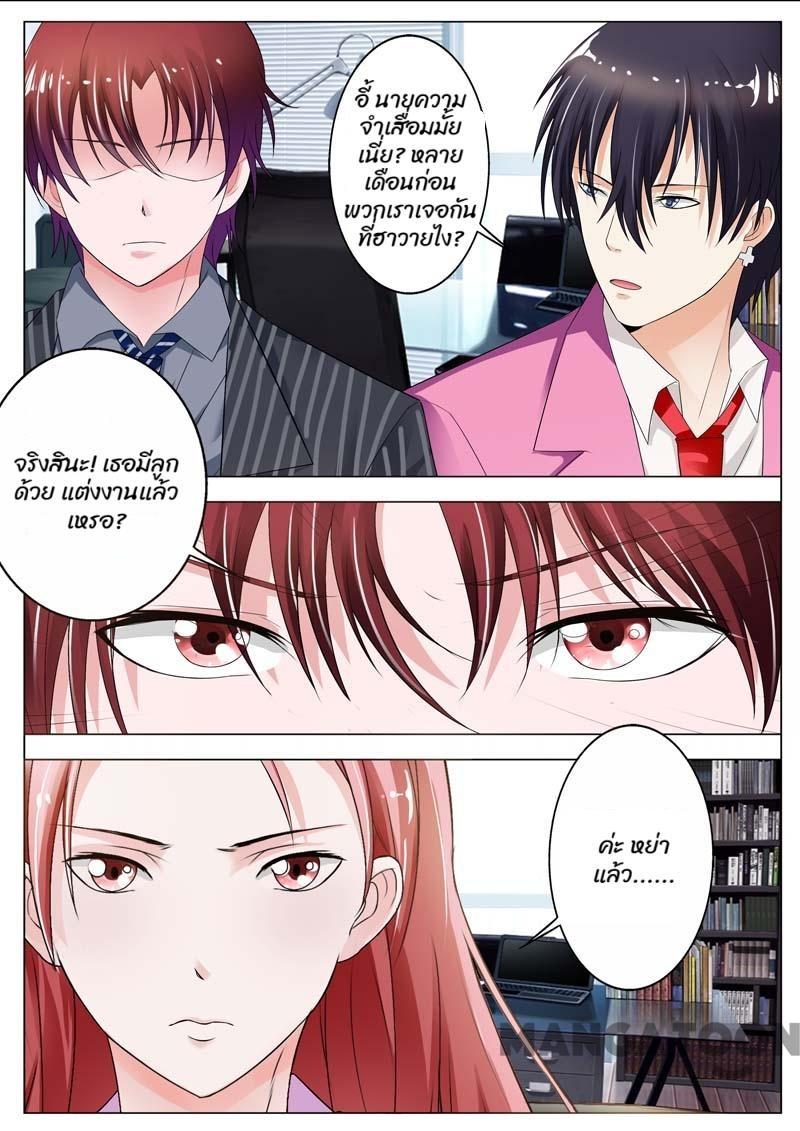 อี้ นายความ
จำเสื่อมมั้ย
เนี่ย? หลาย
เดือนก่อน
พวกเราเจอกัน
ที่ฮาวายไง?
จริงสินะ! เธอมีลูก
ด้วย แต่งงานแล้ว
เหรอ?
ค่ะ หย่า
แล้ว......
MANGATOON